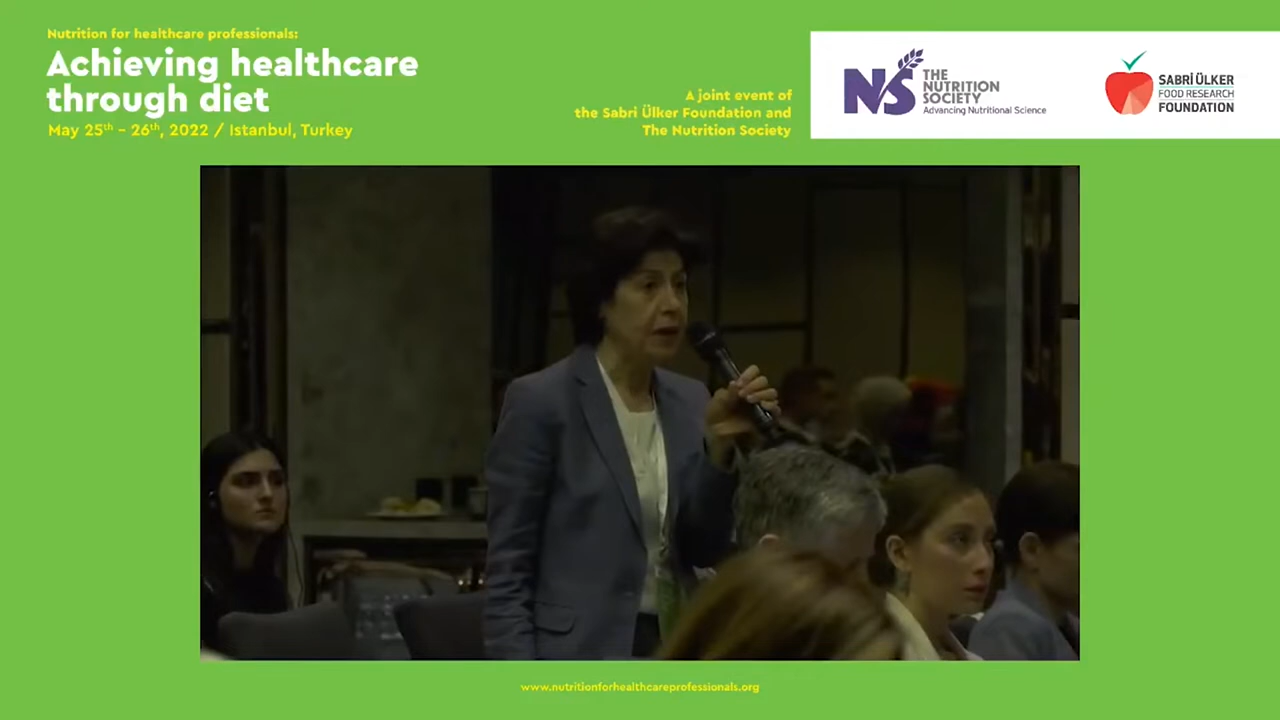 Nutrition for healthcare professionals:
Achieving healthcare
through diet
May 25th - 26th, 2022 / Istanbul, Turkey
A joint event of
the Sabri Ülker Foundation and
The Nutrition Society
NS
THE
NUTRITION
SOCIETY
Advancing Nutritional Science
SABRİ ÜLKER
FOOD RESEARCH
FOUNDATION
www.nutritionforhealthcareprofessionals.org